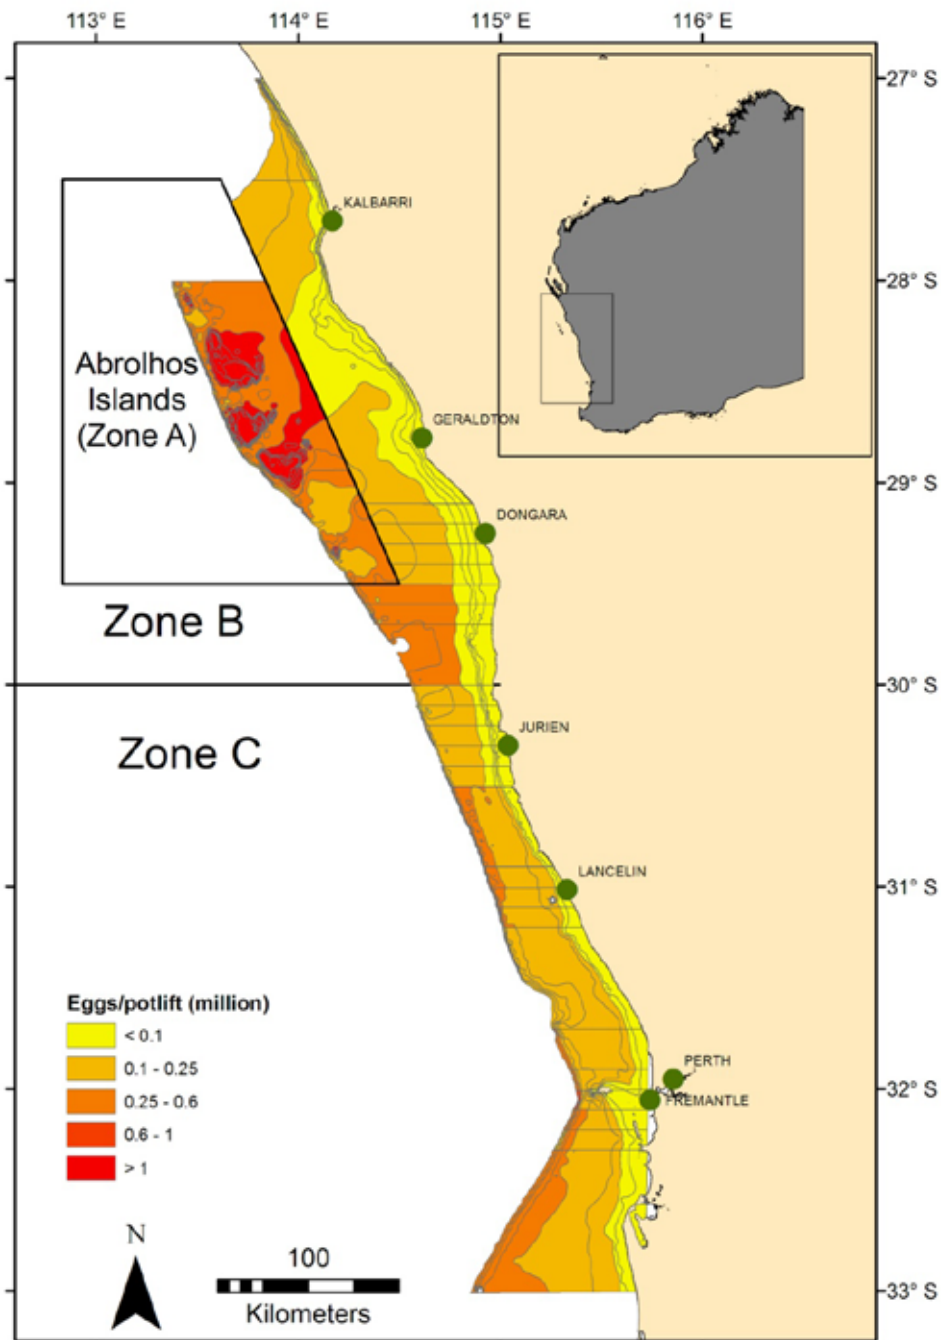 113° E 114° E 115° E 116° E
27° S
KALBARRI
28° S
Abrolhos
Islands
(Zone A)
GERALDTON
29° S
DONGARA
Zone B
30° S
JURIEN
Zone C
LANCELIN
31° S
Eggs/potlift (million)
< 0.1
0.1 - 0.25
0.25 - 0.6
0.6 - 1
> 1
PERTH
32° S
FREMANTLE
N
100
Kilometers
33° S